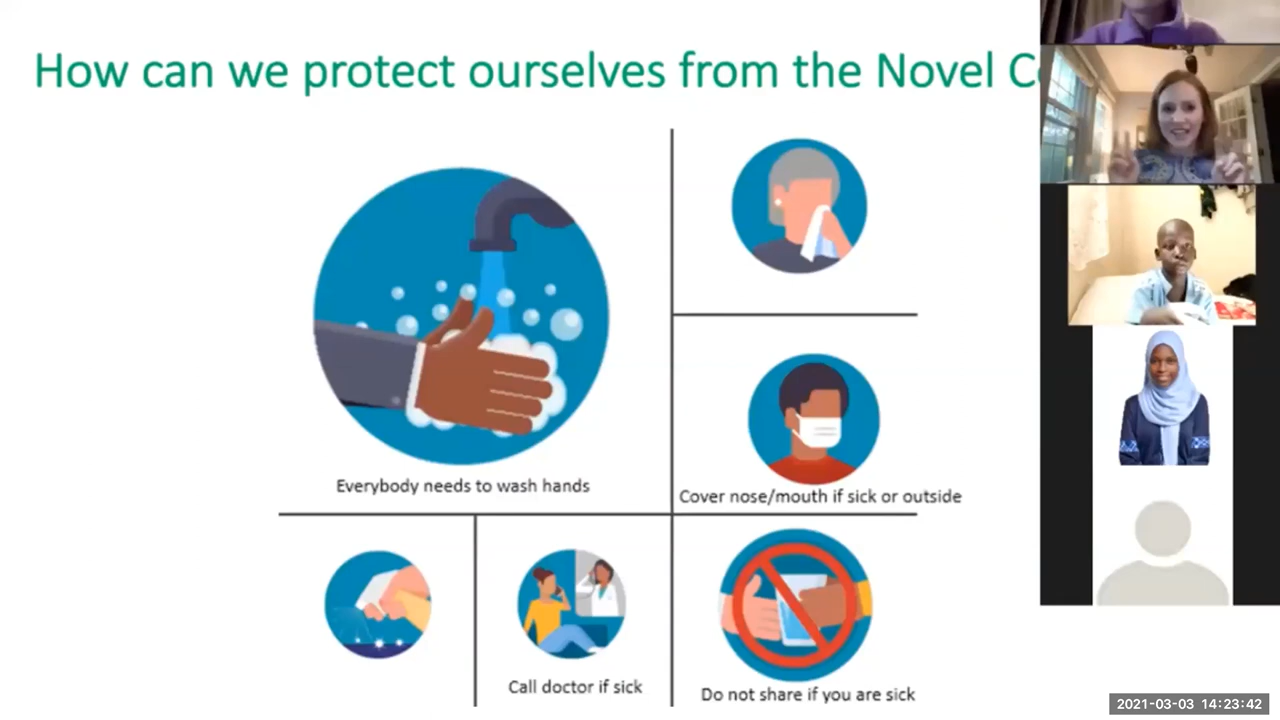 How can we protect ourselves from the Novel
Everybody needs to wash hands
Cover nose/mouth if sick or outside
Call doctor if sick
Do not share if you are sick
2021-03-03 14:23:42